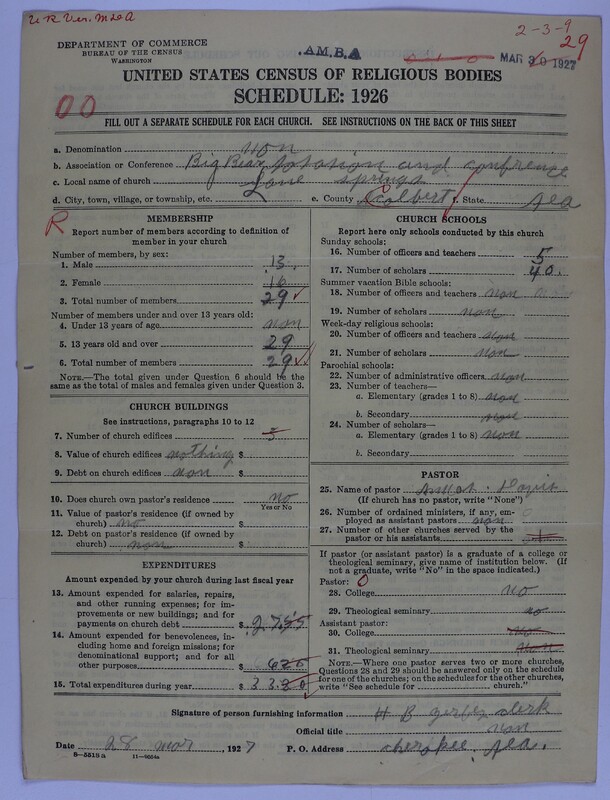 U R Ver. M L A
2-3-9
29
DEPARTMENT OF COMMERCE
BUREAU OF THE CENSUS
WASHINGTON
A.M.B.A
MAR 30 1927
UNITED STATES CENSUS OF RELIGIOUS BODIES
SCHEDULE: 1926
00
FILL OUT A SEPARATE SCHEDULE FOR EACH CHURCH. SEE INSTRUCTIONS ON THE BACK OF THIS SHEET
a. Denomination non
b. Association or Conference Big Bear and conference
c. Local name of church Lane springs
d. City, town, village, or township, etc. e. County Colbert f. State Ala
R
MEMBERSHIP
Report number of members according to definition of
member in your church
Number of members, by sex:
1. Male 13
2. Female 16
3. Total number of members 29
Number of members under and over 13 years old:
4. Under 13 years of age non
5. 13 years old and over 29
6. Total number of members 29
NOTE.—The total given under Question 6 should be the
same as the total of males and females given under Question 3.
CHURCH BUILDINGS
See instructions, paragraphs 10 to 12
7. Number of church edifices
8. Value of church edifices nothing $
9. Debt on church edifices non $
10. Does church own pastor's residence no
Yes or No
11. Value of pastor's residence (if owned by
church) no $
12. Debt on pastor's residence (if owned by
church) non $
EXPENDITURES
Amount expended by your church during last fiscal year
13. Amount expended for salaries, repairs,
and other running expenses; for im-
provements or new buildings; and for
payments on church debt $
14. Amount expended for benevolences, in-
cluding home and foreign missions; for
denominational support; and for all
other purposes $
15. Total expenditures during year $
CHURCH SCHOOLS
Report here only schools conducted by this church
Sunday schools:
16. Number of officers and teachers 5
17. Number of scholars 40
Summer vacation Bible schools:
18. Number of officers and teachers non
19. Number of scholars non
Week-day religious schools:
20. Number of officers and teachers non
21. Number of scholars non
Parochial schools:
22. Number of administrative officers non
23. Number of teachers—
a. Elementary (grades 1 to 8) non
b. Secondary non
24. Number of scholars—
a. Elementary (grades 1 to 8) non
b. Secondary
PASTOR
25. Name of pastor Davis
(If church has no pastor, write "None")
26. Number of ordained ministers, if any, em-
ployed as assistant pastors non
27. Number of other churches served by the
pastor or his assistants
If pastor (or assistant pastor) is a graduate of a college or
theological seminary, give name of institution below. (If
not a graduate, write "No" in the space indicated.)
Pastor: 0
28. College no
29. Theological seminary no
Assistant pastor:
30. College
31. Theological seminary
NOTE.—Where one pastor serves two or more churches,
Questions 28 and 29 should be answered only on the schedule
for one of the churches; on the schedules for the other churches,
write "See schedule for church."
Signature of person furnishing information H B clerk
Official title non
Date 28 mar, 1927 P. O. Address cherokee, Ala.
8—5518a 11—9664a